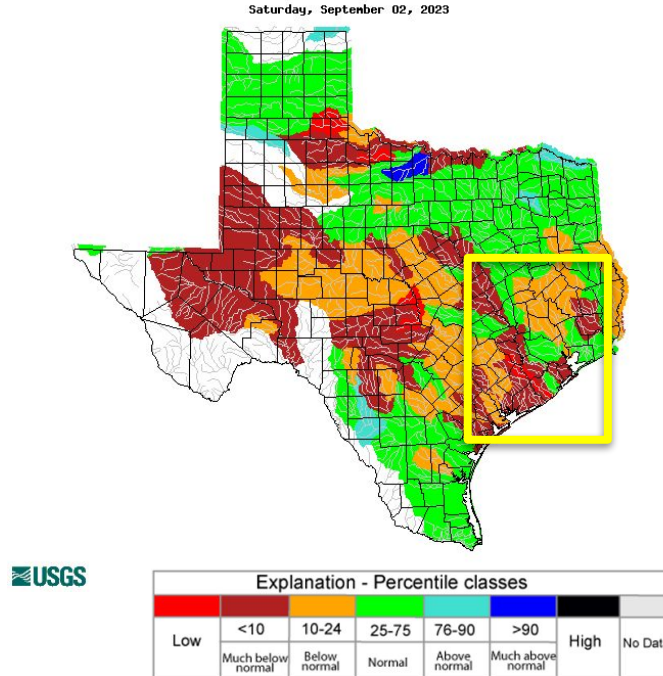 Saturday, September 02, 2023
USGS
Explanation - Percentile classes
Low
<10
10-24
25-75
76-90
>90
High
No Dat
Much below normal
Below normal
Normal
Above normal
Much above normal